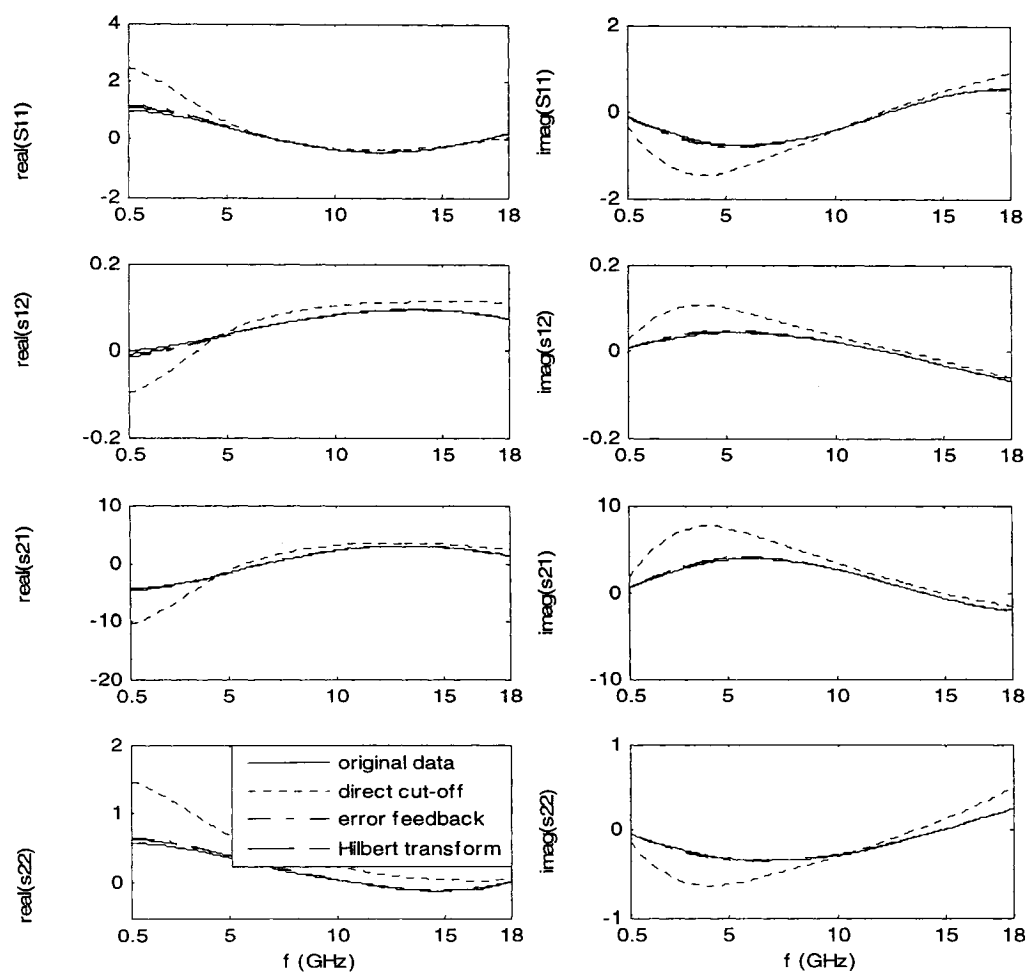 real(S11)
4
2
0
-2
0.5 5 10 15 18
imag(S11)
2
0
-2
0.5 5 10 15 18
real(s12)
0.2
0
-0.2
0.5 5 10 15 18
imag(s12)
0.2
0
-0.2
0.5 5 10 15 18
real(s21)
10
0
-10
-20
0.5 5 10 15 18
imag(s21)
10
0
-10
0.5 5 10 15 18
real(s22)
2
1
0
original data
direct cut-off
error feedback
Hilbert transform
0.5 5 10 15 18
f (GHz)
imag(s22)
1
0
-1
0.5 5 10 15 18
f (GHz)